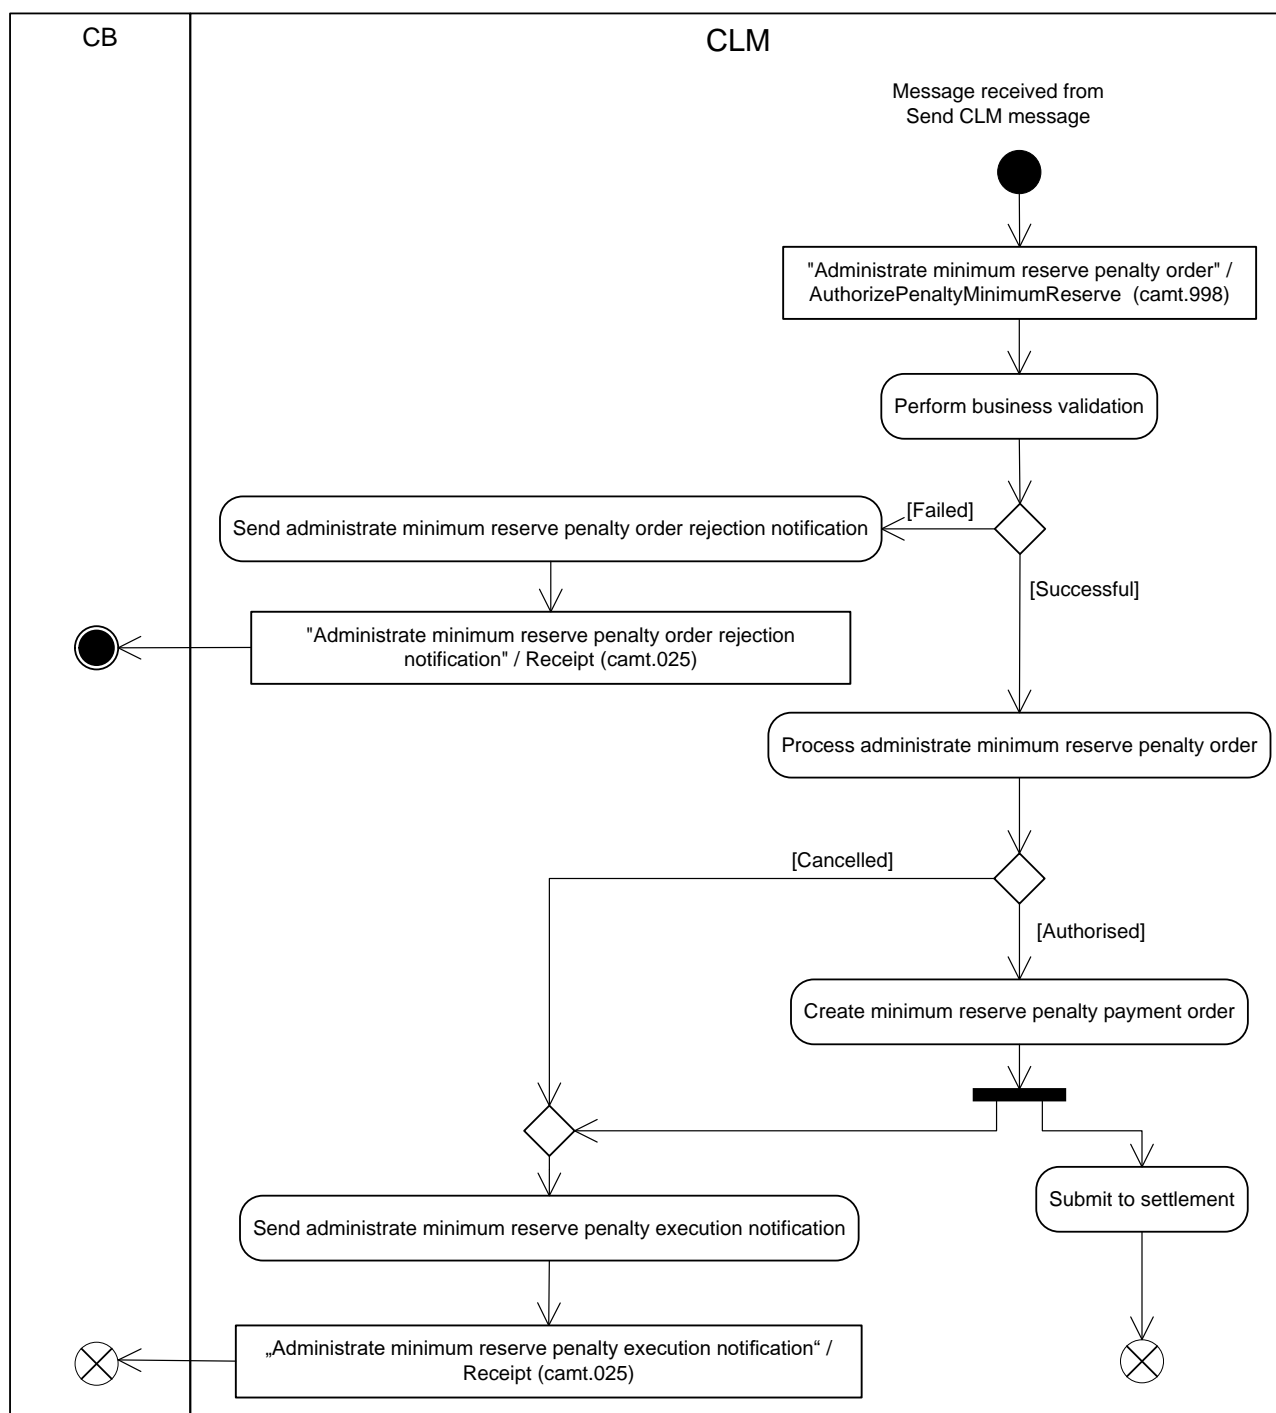 CB
CLM
Message received from
Send CLM message
"Administrate minimum reserve penalty order" /
AuthorizePenaltyMinimumReserve (camt.998)
Perform business validation
[Failed]
Send administrate minimum reserve penalty order rejection notification
[Successful]
"Administrate minimum reserve penalty order rejection
notification" / Receipt (camt.025)
Process administrate minimum reserve penalty order
[Cancelled]
[Authorised]
Create minimum reserve penalty payment order
Submit to settlement
Send administrate minimum reserve penalty execution notification
„Administrate minimum reserve penalty execution notification“ /
Receipt (camt.025)